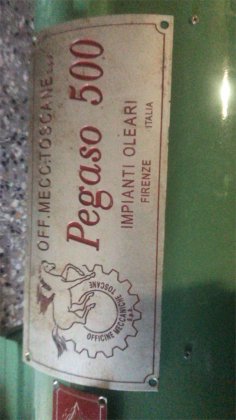 OFF.MECC.TOSCANE S.p.A.
Pegaso 500
IMPIANTI OLEARI
FIRENZE
ITALIA
OFFICINE MECCANICHE
TOSCANE
S.p.A.